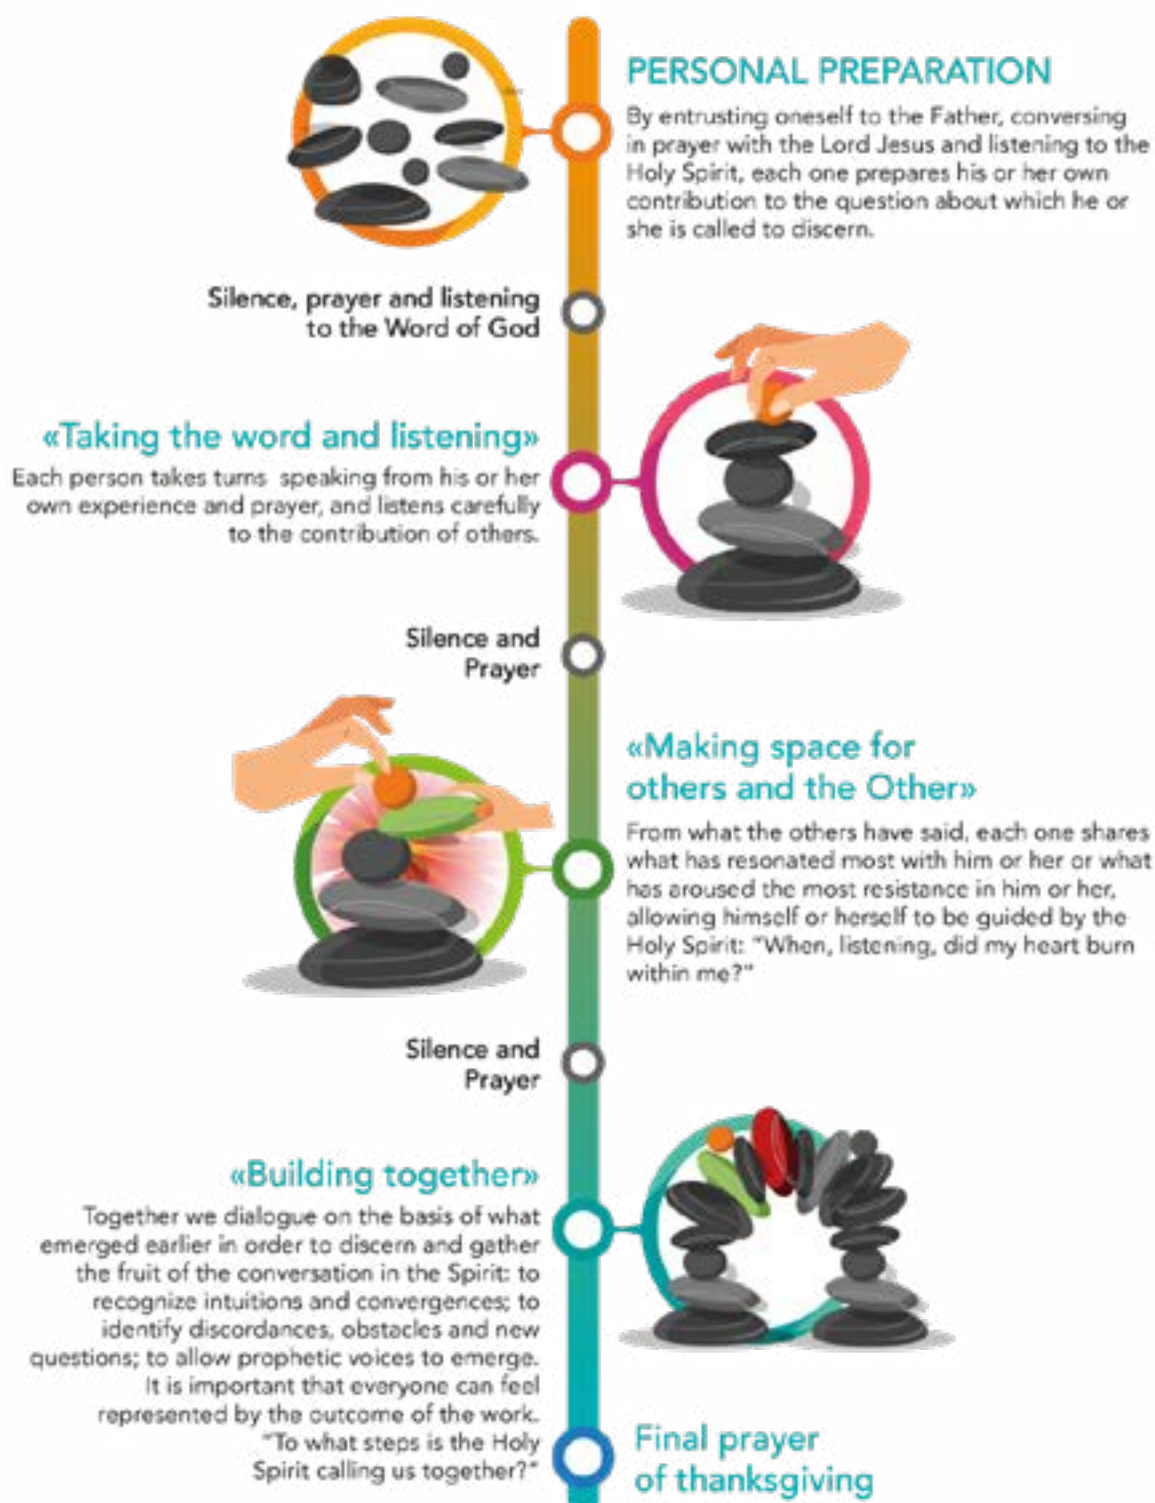 PERSONAL PREPARATION
By entrusting oneself to the Father, conversing
in prayer with the Lord Jesus and listening to the
Holy Spirit, each one prepares his or her own
contribution to the question about which he or
she is called to discern.
Silence, prayer and listening
to the Word of God
«Taking the word and listening»
Each person takes turns speaking from his or her
own experience and prayer, and listens carefully
to the contribution of others.
Silence and
Prayer
«Making space for
others and the Other»
From what the others have said, each one shares
what has resonated most with him or her or what
has aroused the most resistance in him or her,
allowing himself or herself to be guided by the
Holy Spirit: "When, listening, did my heart burn
within me?"
Silence and
Prayer
«Building together»
Together we dialogue on the basis of what
emerged earlier in order to discern and gather
the fruit of the conversation in the Spirit: to
recognize intuitions and convergences; to
identify discordances, obstacles and new
questions; to allow prophetic voices to emerge.
It is important that everyone can feel
represented by the outcome of the work.
"To what steps is the Holy
Spirit calling us together?"
Final prayer
of thanksgiving